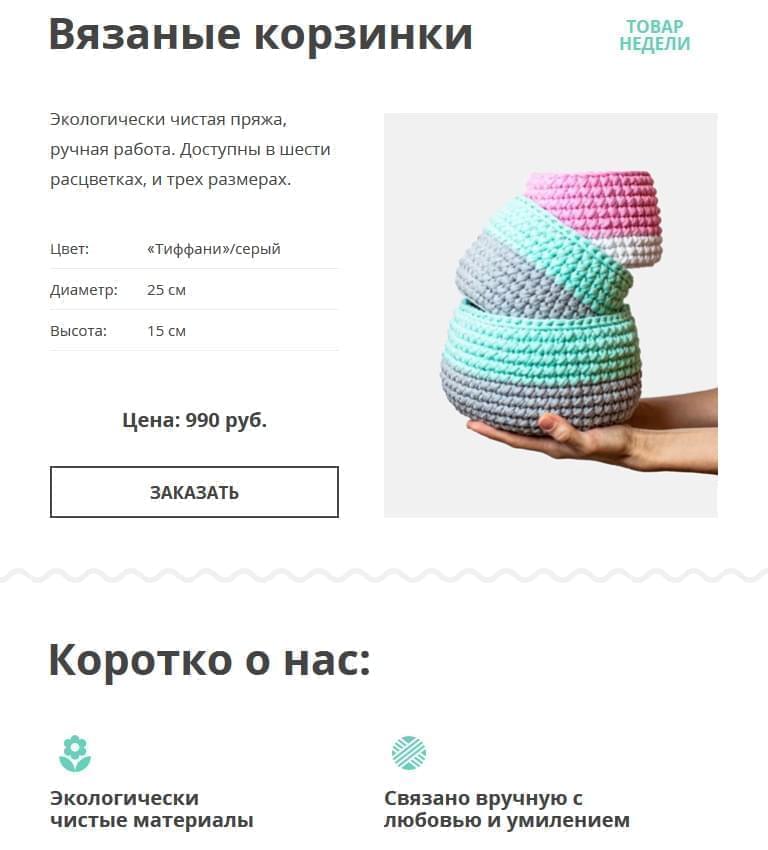 Вязаные корзинки
ТОВАР
НЕДЕЛИ
Экологически чистая пряжа,
ручная работа. Доступны в шести
расцветках, и трех размерах.
Цвет: «Тиффани»/серый
Диаметр: 25 см
Высота: 15 см
Цена: 990 руб.
ЗАКАЗАТЬ
Коротко о нас:
Экологически
чистые материалы
Связано вручную с
любовью и умилением